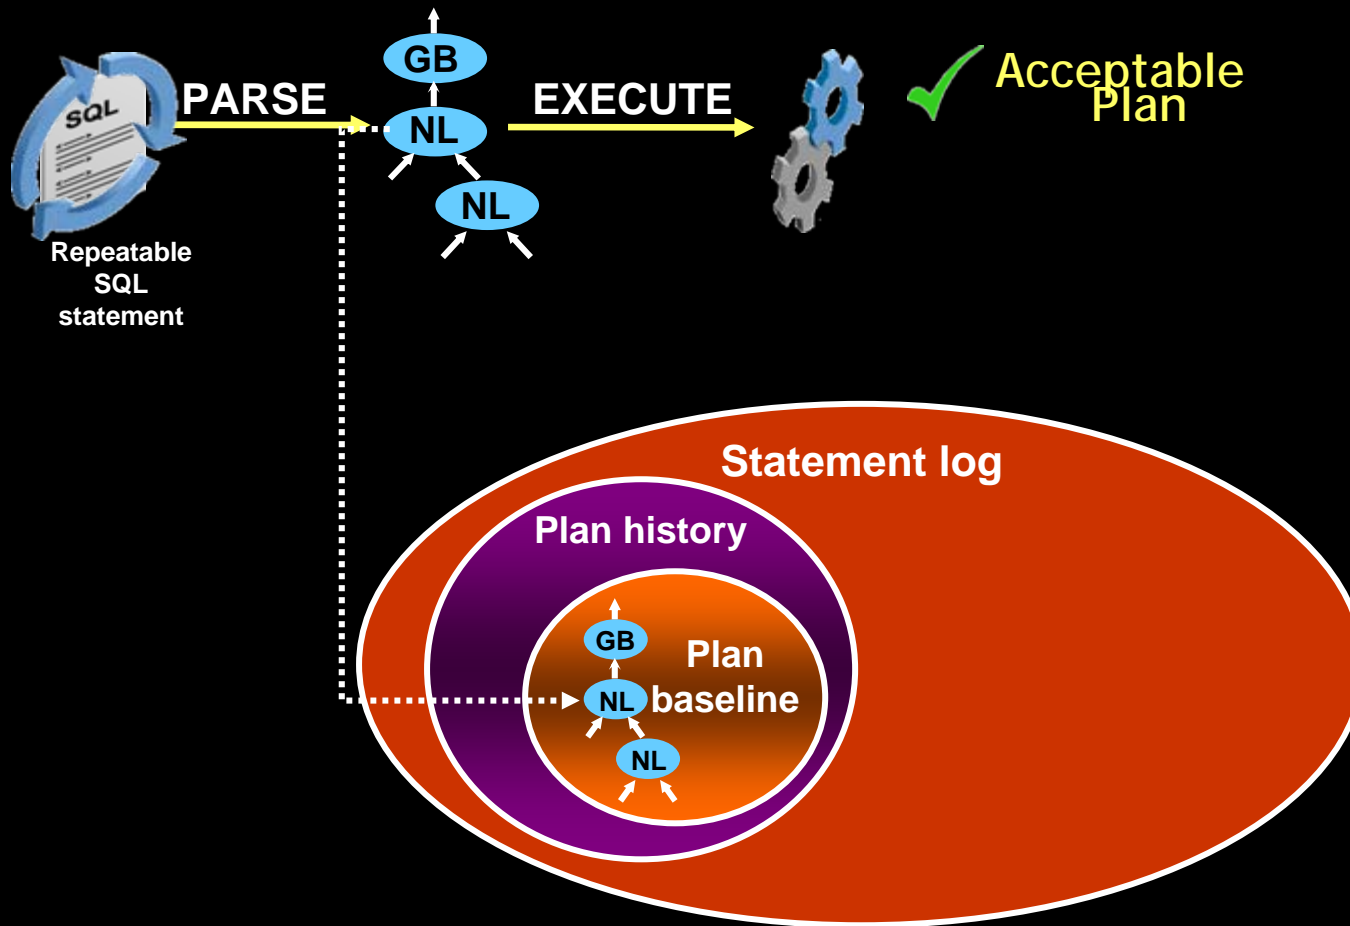 GB
SQL
PARSE
NL
EXECUTE
Acceptable
Plan
NL
Repeatable
SQL
statement
Statement log
Plan history
GB
Plan
baseline
NL
NL